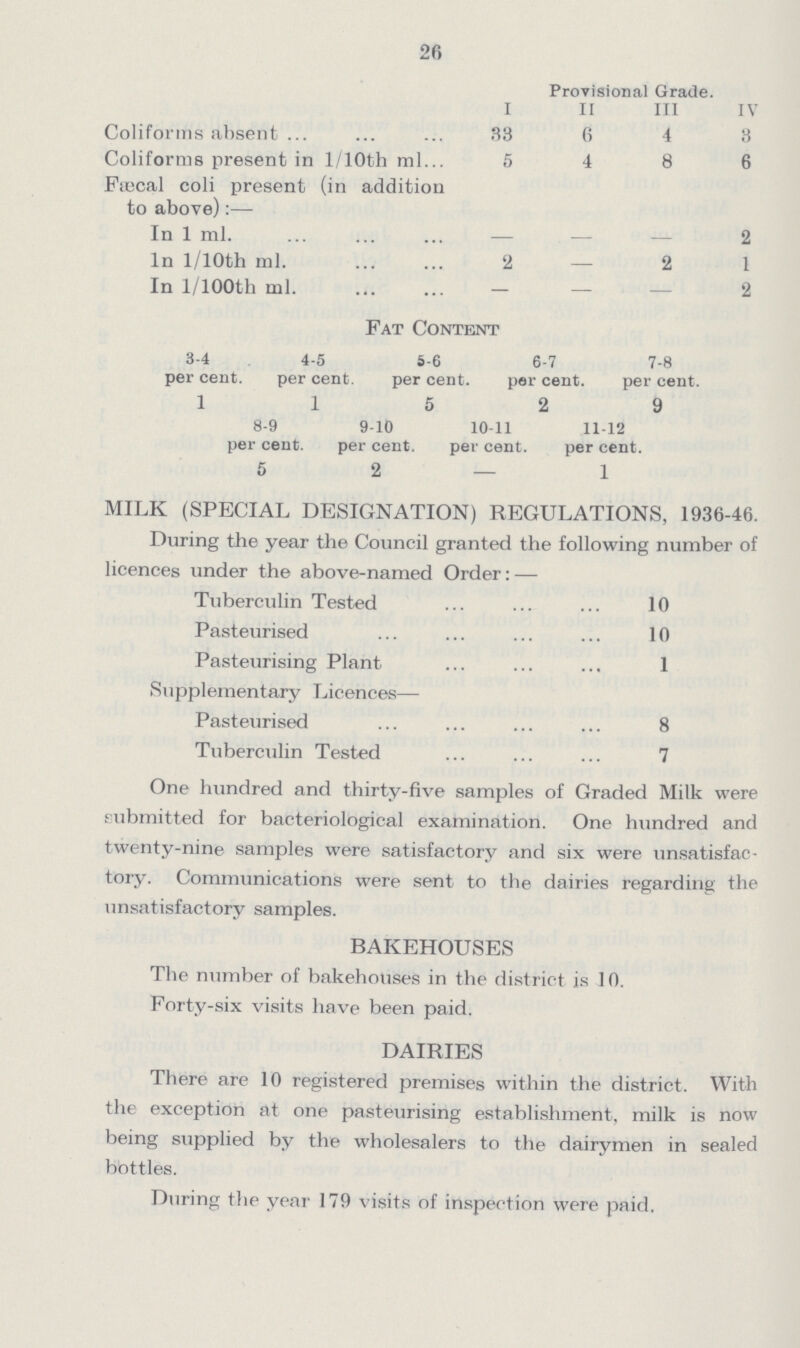 26
Provisional Grade.
I II III IV
Coliforms absent ... ... ... 33 6 4 3
Coliforms present in 1/10th ml... 5 4 8 6
Fæcal coli present (in addition
to above) :—
In 1 ml. ... ... ... — — — 2
In 1/10th ml. ... ... 2 — 2 1
In 1/100th ml. ... ... — — — 2
FAT CONTENT
3-4 4-5 5-6 6-7 7-8
per cent. per cent. per cent. per cent. per cent.
1 1 5 2 9
8-9 9-10 10-11 11-12
per cent. per cent. per cent. per cent.
5 2 — 1
MILK (SPECIAL DESIGNATION) REGULATIONS, 1936-46.
During the year the Council granted the following number of
licences under the above-named Order: —
Tuberculin Tested ... ... ... 10
Pasteurised ... ... ... ... 10
Pasteurising Plant ... ... ... 1
Supplementary Licences—
Pasteurised ... ... ... ... 8
Tuberculin Tested ... ... ... 7
One hundred and thirty-five samples of Graded Milk were
submitted for bacteriological examination. One hundred and
twenty-nine samples were satisfactory and six were unsatisfac-
tory. Communications were sent to the dairies regarding the
unsatisfactory samples.
BAKEHOUSES
The number of bakehouses in the district is 10.
Forty-six visits have been paid.
DAIRIES
There are 10 registered premises within the district. With
the exception at one pasteurising establishment, milk is now
being supplied by the wholesalers to the dairymen in sealed
bottles.
During the year 179 visits of inspection were paid.